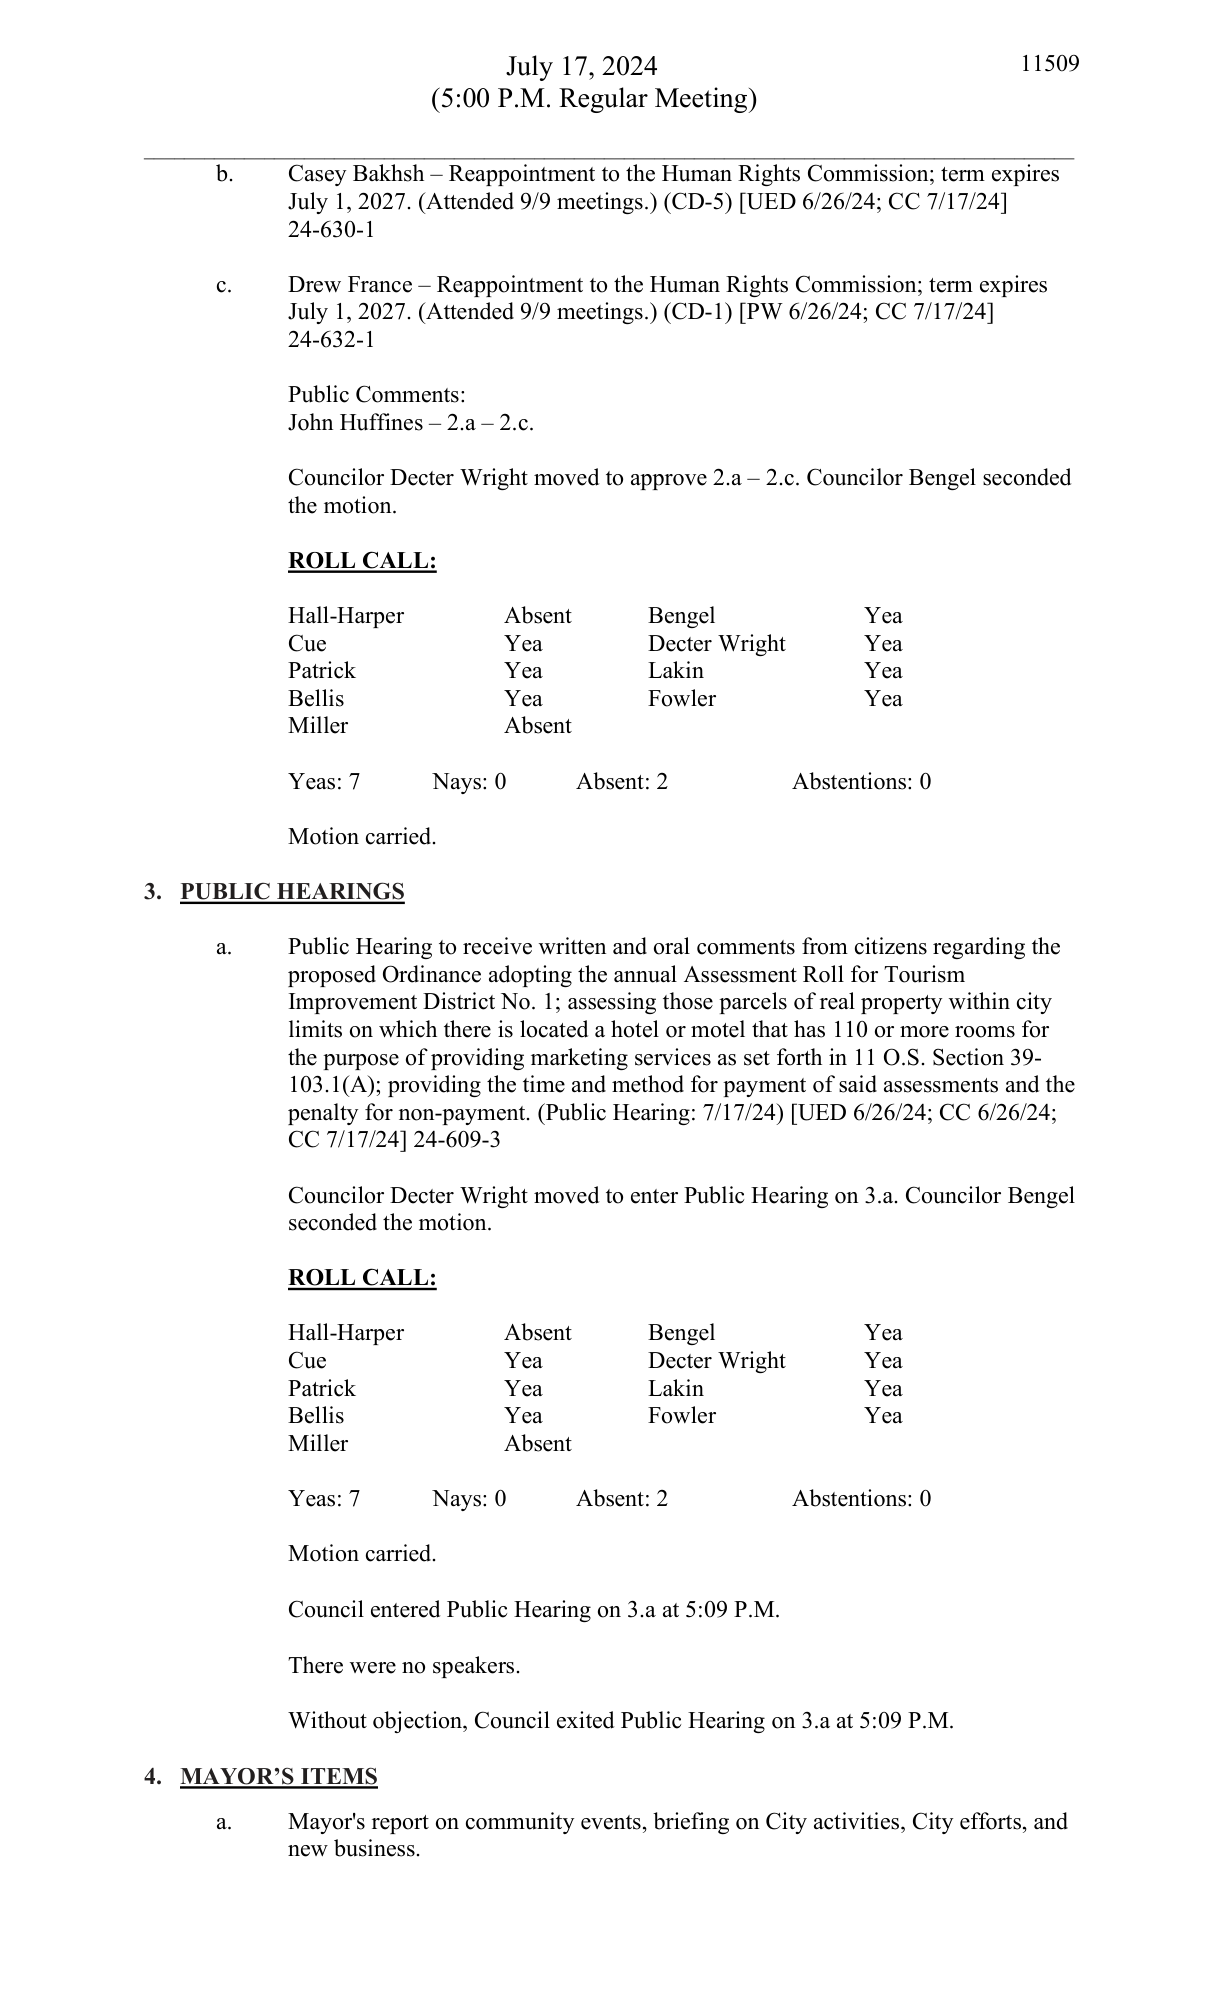 July 17, 2024 11509
(5:00 P.M. Regular Meeting)
b. Casey Bakhsh – Reappointment to the Human Rights Commission; term expires
July 1, 2027. (Attended 9/9 meetings.) (CD-5) [UED 6/26/24; CC 7/17/24]
24-630-1
c. Drew France – Reappointment to the Human Rights Commission; term expires
July 1, 2027. (Attended 9/9 meetings.) (CD-1) [PW 6/26/24; CC 7/17/24]
24-632-1
Public Comments:
John Huffines – 2.a – 2.c.
Councilor Decter Wright moved to approve 2.a – 2.c. Councilor Bengel seconded
the motion.
ROLL CALL:
Hall-Harper Absent Bengel Yea
Cue Yea Decter Wright Yea
Patrick Yea Lakin Yea
Bellis Yea Fowler Yea
Miller Absent
Yeas: 7 Nays: 0 Absent: 2 Abstentions: 0
Motion carried.
3. PUBLIC HEARINGS
a. Public Hearing to receive written and oral comments from citizens regarding the
proposed Ordinance adopting the annual Assessment Roll for Tourism
Improvement District No. 1; assessing those parcels of real property within city
limits on which there is located a hotel or motel that has 110 or more rooms for
the purpose of providing marketing services as set forth in 11 O.S. Section 39-
103.1(A); providing the time and method for payment of said assessments and the
penalty for non-payment. (Public Hearing: 7/17/24) [UED 6/26/24; CC 6/26/24;
CC 7/17/24] 24-609-3
Councilor Decter Wright moved to enter Public Hearing on 3.a. Councilor Bengel
seconded the motion.
ROLL CALL:
Hall-Harper Absent Bengel Yea
Cue Yea Decter Wright Yea
Patrick Yea Lakin Yea
Bellis Yea Fowler Yea
Miller Absent
Yeas: 7 Nays: 0 Absent: 2 Abstentions: 0
Motion carried.
Council entered Public Hearing on 3.a at 5:09 P.M.
There were no speakers.
Without objection, Council exited Public Hearing on 3.a at 5:09 P.M.
4. MAYOR’S ITEMS
a. Mayor's report on community events, briefing on City activities, City efforts, and
new business.